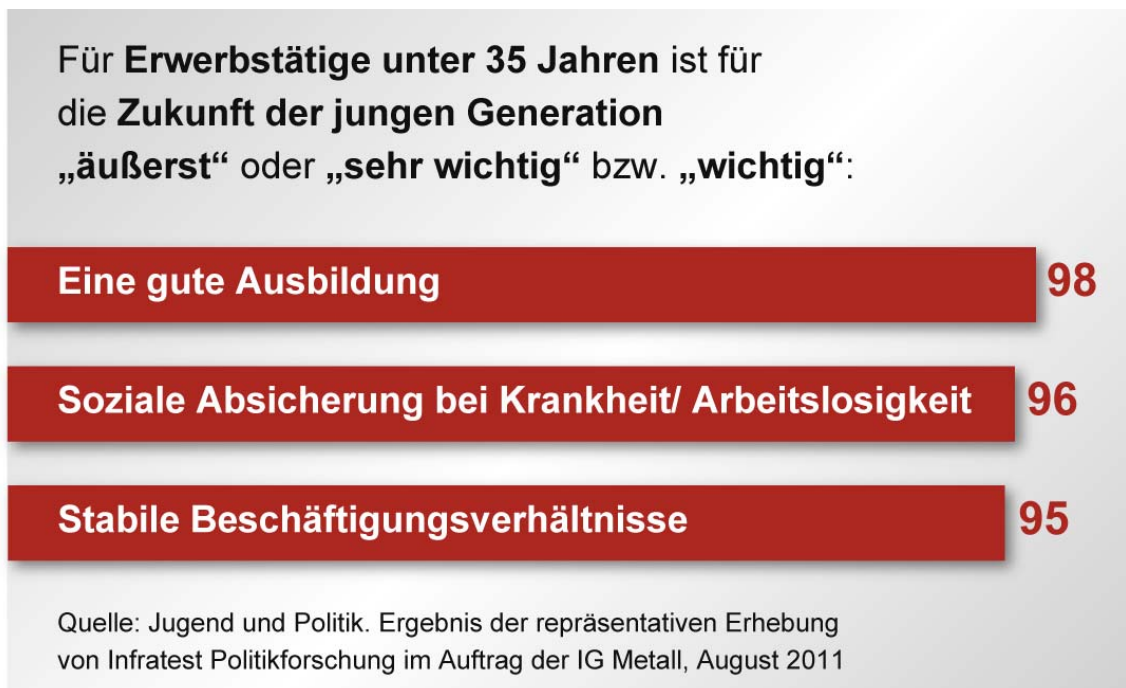 Für Erwerbstätige unter 35 Jahren ist für
die Zukunft der jungen Generation
„äußerst“ oder „sehr wichtig“ bzw. „wichtig“:
Eine gute Ausbildung 98
Soziale Absicherung bei Krankheit/ Arbeitslosigkeit 96
Stabile Beschäftigungsverhältnisse 95
Quelle: Jugend und Politik. Ergebnis der repräsentativen Erhebung
von Infratest Politikforschung im Auftrag der IG Metall, August 2011